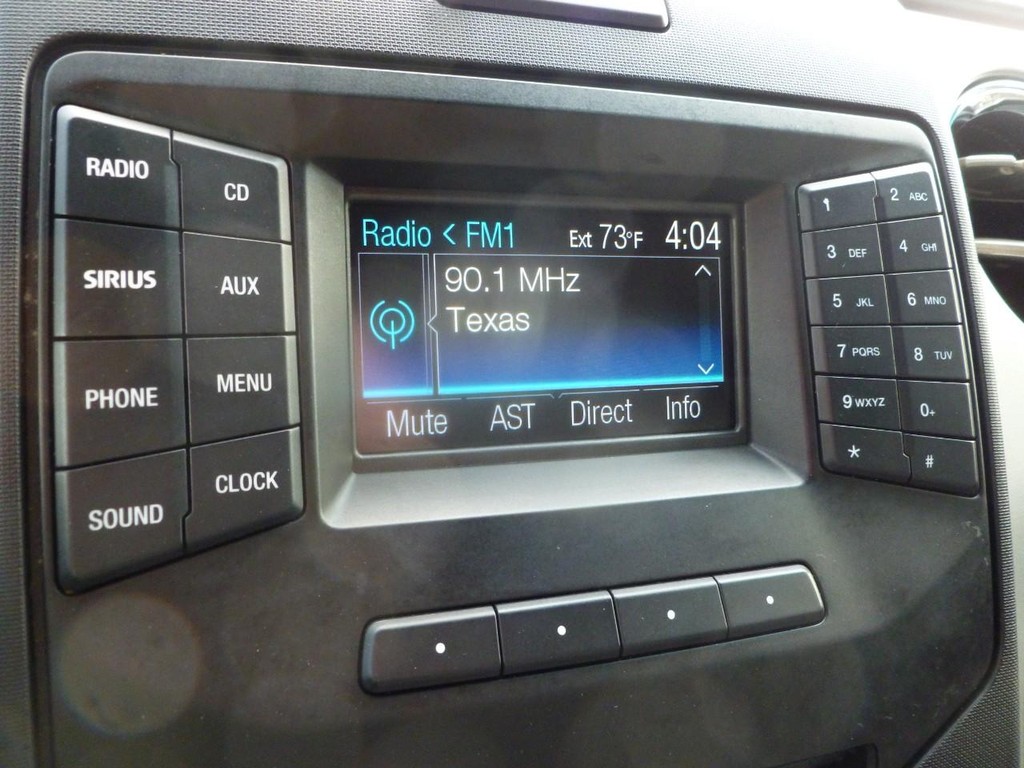 RADIO
CD
SIRIUS
AUX
PHONE
MENU
SOUND
CLOCK
Radio < FM1 Ext 73°F 4:04
90.1 MHz
Texas
Mute AST Direct Info
1
2 ABC
3 DEF
4 GHI
5 JKL
6 MNO
7 PQRS
8 TUV
9 WXYZ
0+
*
#